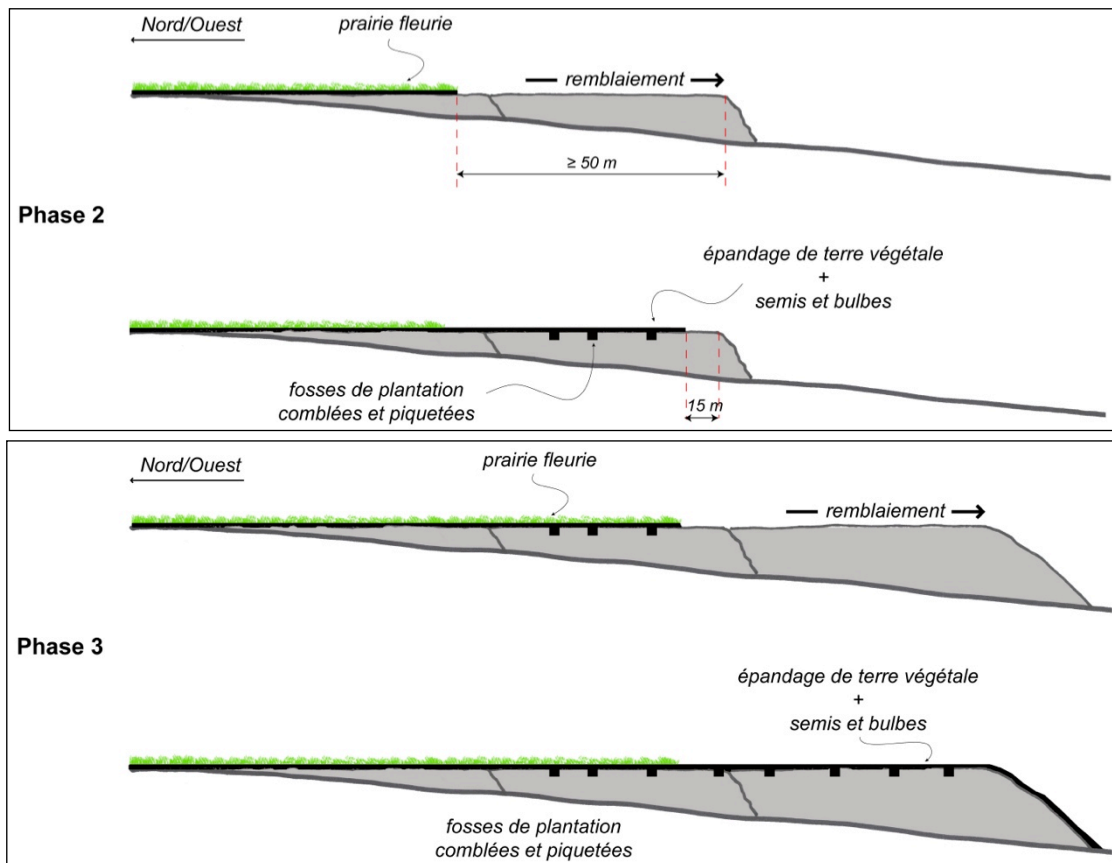 Nord/Ouest
prairie fleurie
remblaiement
≥ 50 m
Phase 2
épandage de terre végétale
+
semis et bulbes
fosses de plantation
comblées et piquetées
15 m
Nord/Ouest
prairie fleurie
remblaiement
Phase 3
épandage de terre végétale
+
semis et bulbes
fosses de plantation
comblées et piquetées